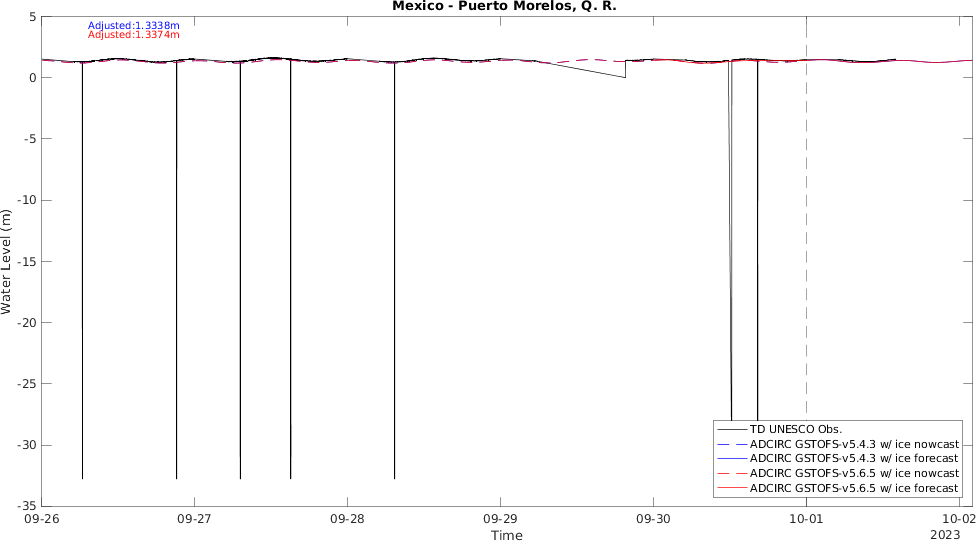 Mexico - Puerto Morelos, Q. R.
Adjusted:1.3338m
Adjusted:1.3374m
5
0
-5
-10
-15
-20
-25
-30
-35
Water Level (m)
TD UNESCO Obs.
ADCIRC GSTOFS-v5.4.3 w/ ice nowcast
ADCIRC GSTOFS-v5.4.3 w/ ice forecast
ADCIRC GSTOFS-v5.6.5 w/ ice nowcast
ADCIRC GSTOFS-v5.6.5 w/ ice forecast
09-26 09-27 09-28 09-29 09-30 10-01 10-02
Time
2023